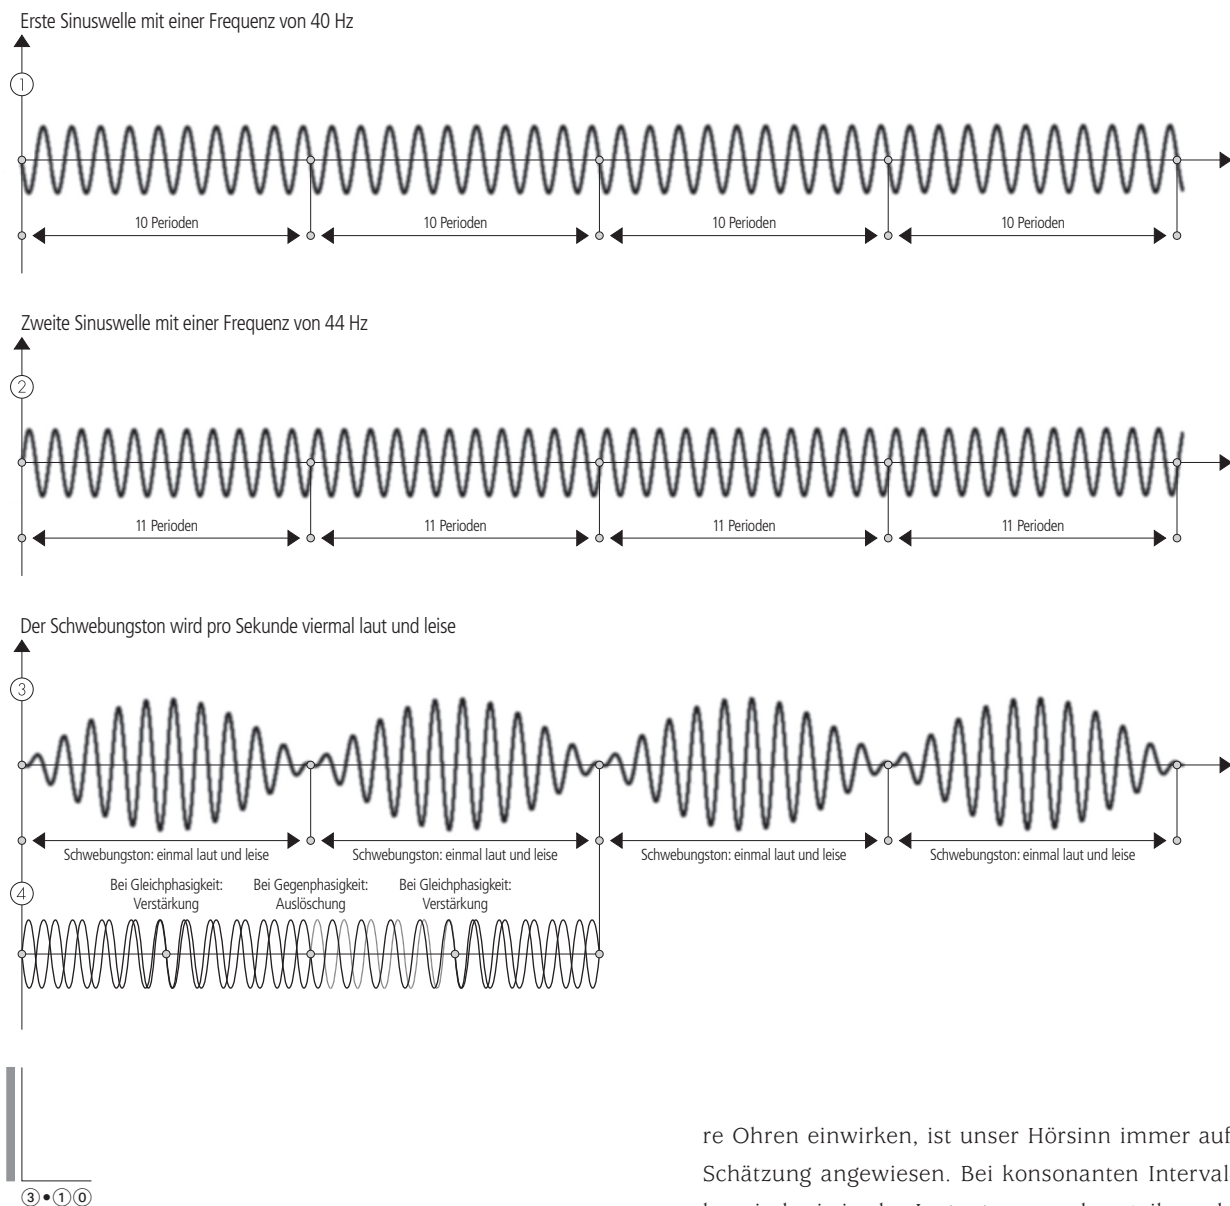 Erste Sinuswelle mit einer Frequenz von 40 Hz
1
10 Perioden 10 Perioden 10 Perioden 10 Perioden
Zweite Sinuswelle mit einer Frequenz von 44 Hz
2
11 Perioden 11 Perioden 11 Perioden 11 Perioden
Der Schwebungston wird pro Sekunde viermal laut und leise
3
Schwebungston: einmal laut und leise Schwebungston: einmal laut und leise Schwebungston: einmal laut und leise Schwebungston: einmal laut und leise
4
Bei Gleichphasigkeit: Bei Gegenphasigkeit: Bei Gleichphasigkeit:
Verstärkung Auslöschung Verstärkung
re Ohren einwirken, ist unser Hörsinn immer auf
Schätzung angewiesen. Bei konsonanten Interval
3•10